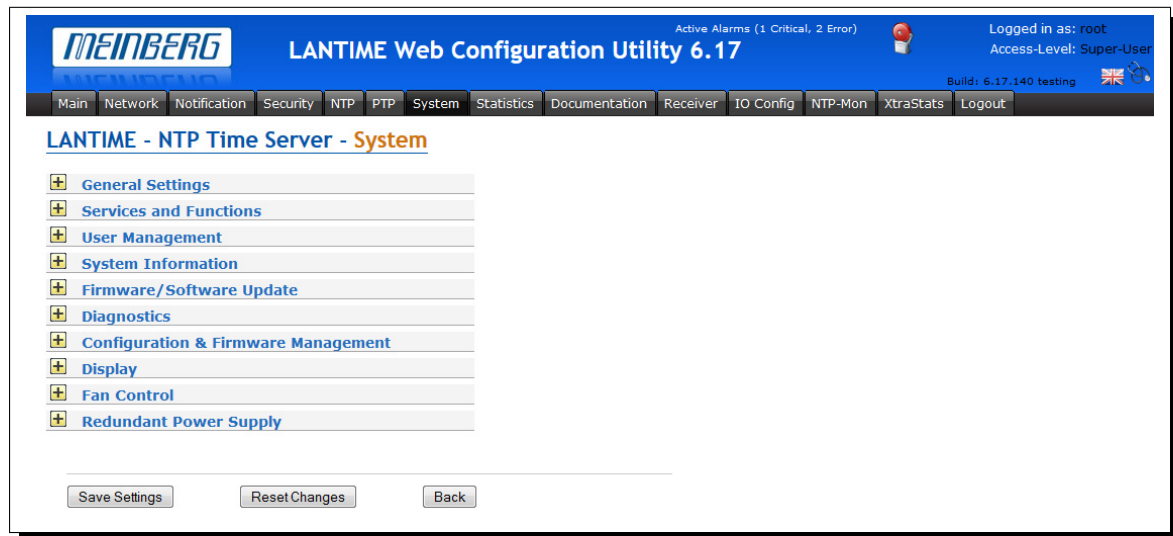 MEINBERG
LANTIME Web Configuration Utility 6.17
Active Alarms (1 Critical, 2 Error)
Logged in as: root
Access-Level: Super-User
Build: 6.17.140 testing
Main Network Notification Security NTP PTP System Statistics Documentation Receiver IO Config NTP-Mon XtraStats Logout
LANTIME - NTP Time Server - System
General Settings
Services and Functions
User Management
System Information
Firmware/Software Update
Diagnostics
Configuration & Firmware Management
Display
Fan Control
Redundant Power Supply
Save Settings Reset Changes Back